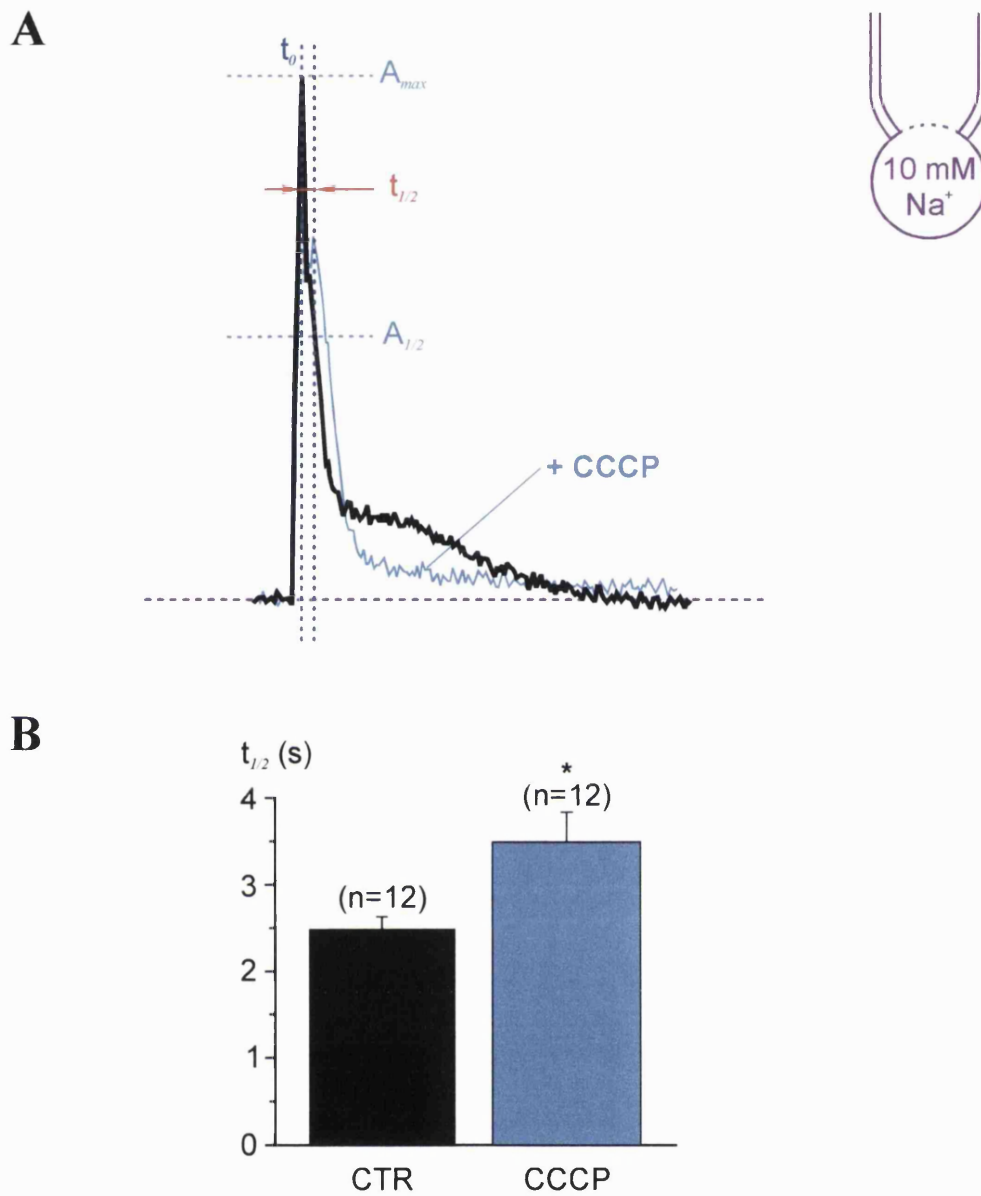 A
t₀
Aₘₐₓ
10 mM
Na⁺
t₁/₂
A₁/₂
+ CCCP
B
t₁/₂ (s)
*
(n=12)
(n=12)
4
3
2
1
0
CTR
CCCP